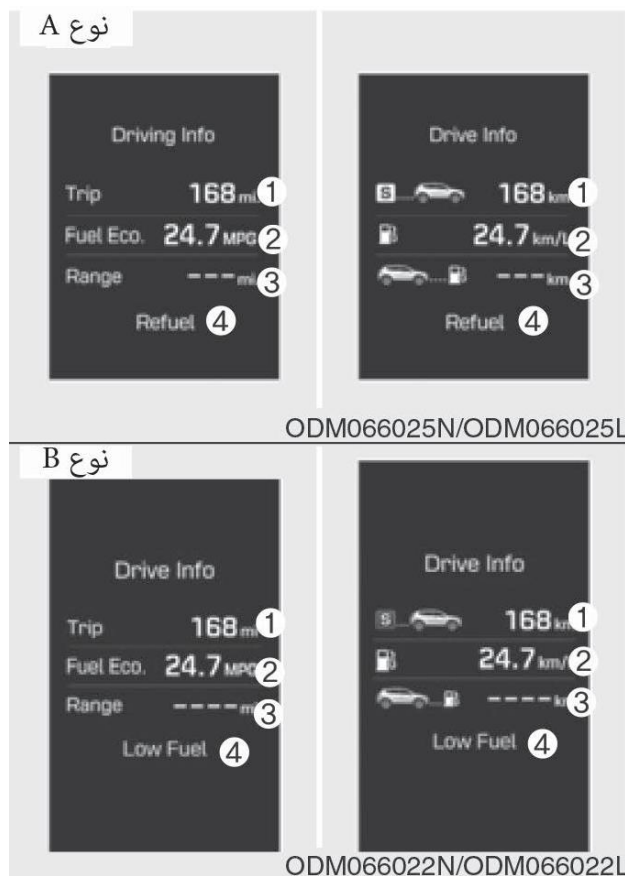 نوع A
Driving Info
Trip 168 mi 1
Fuel Eco. 24.7 MPG 2
Range --- mi 3
Refuel 4
Drive Info
S 168 km 1
24.7 km/L 2
--- km 3
Refuel 4
ODM066025N/ODM066025L
نوع B
Drive Info
Trip 168 mi 1
Fuel Eco. 24.7 MPG 2
Range ---- m 3
Low Fuel 4
Drive Info
S 168 km 1
24.7 km/ 2
---- km 3
Low Fuel 4
ODM066022N/ODM066022L